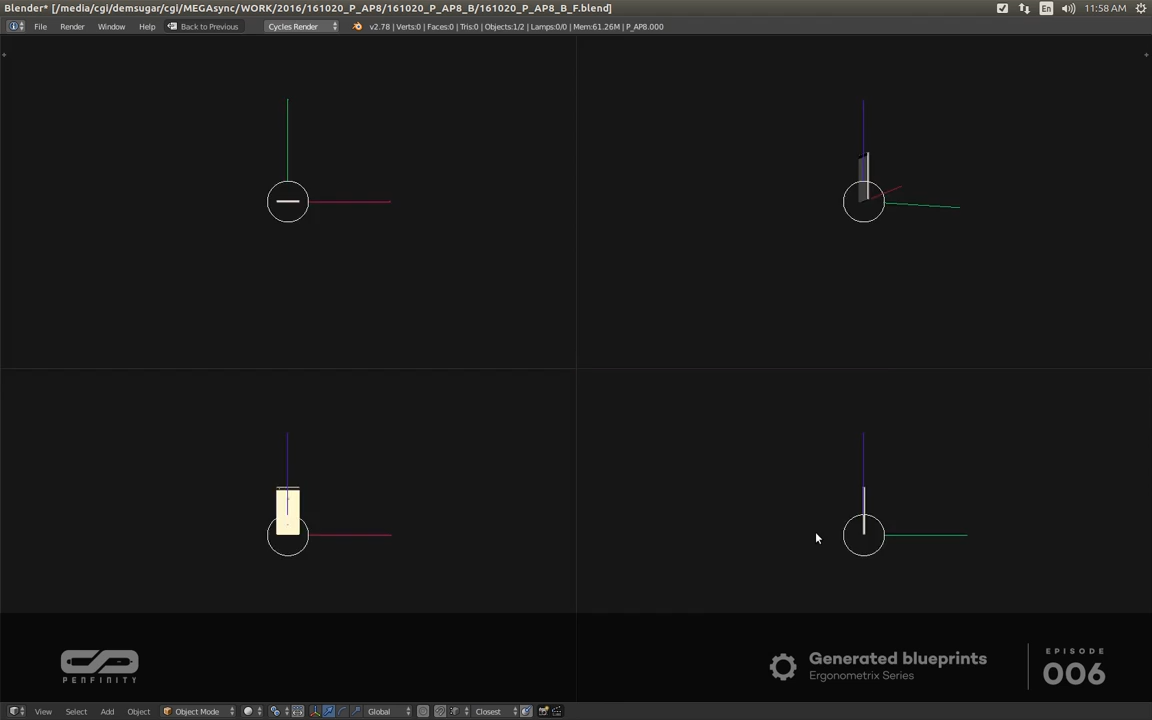 Blender* [/media/cgi/demsugar/cgi/MEGAsync/WORK/2016/161020_P_AP8/161020_P_AP8_B/161020_P_AP8_B_F.blend]
En
11:58 AM
File Render Window Help Back to Previous Cycles Render v2.78 | Verts:0 | Faces:0 | Tris:0 | Objects:1/2 | Lamps:0/0 | Mem:61.26M | P_AP8.000
PENFINITY
Generated blueprints
Ergonometrix Series
EPISODE
006
View Select Add Object Object Mode Global Closest